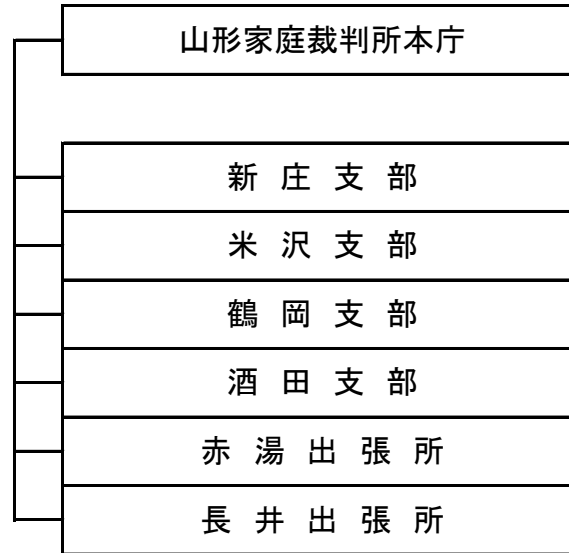 山形家庭裁判所本庁
新庄支部
米沢支部
鶴岡支部
酒田支部
赤湯出張所
長井出張所